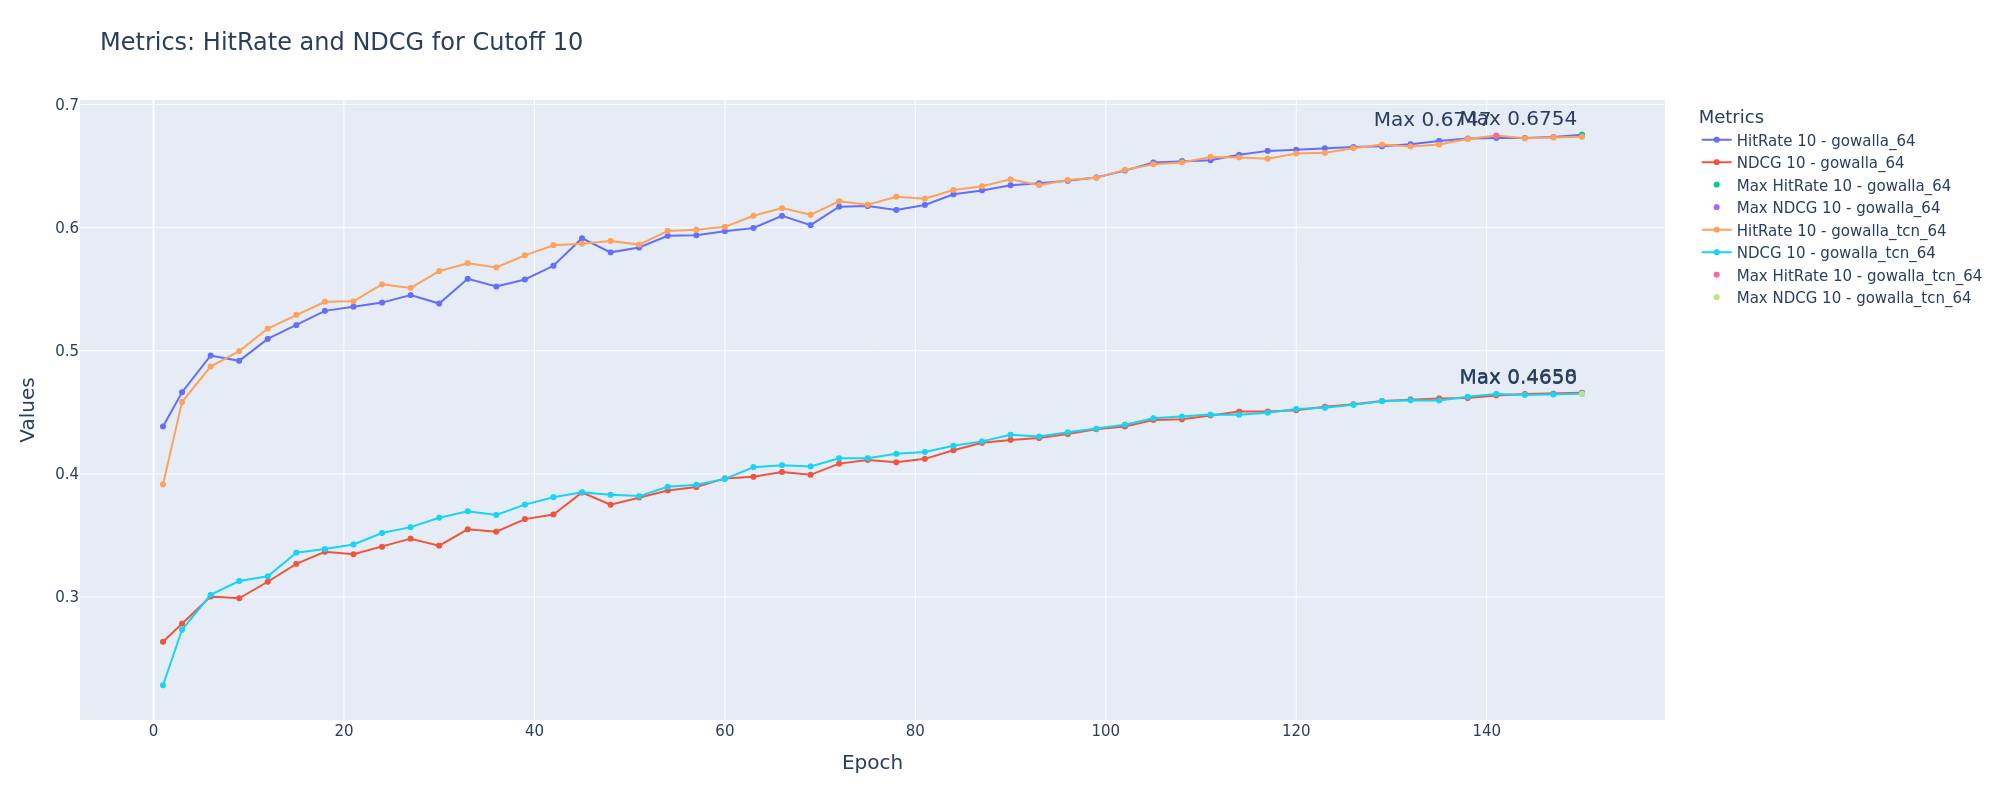 Metrics: HitRate and NDCG for Cutoff 10
0.7
0.6
0.5
0.4
0.3
Values
Max 0.6747
Max 0.6754
Max
0 20 40 60 80 100 120 140
Epoch
Metrics
HitRate 10 - gowalla_64
NDCG 10 - gowalla_64
Max HitRate 10 - gowalla_64
Max NDCG 10 - gowalla_64
HitRate 10 - gowalla_tcn_64
NDCG 10 - gowalla_tcn_64
Max HitRate 10 - gowalla_tcn_64
Max NDCG 10 - gowalla_tcn_64